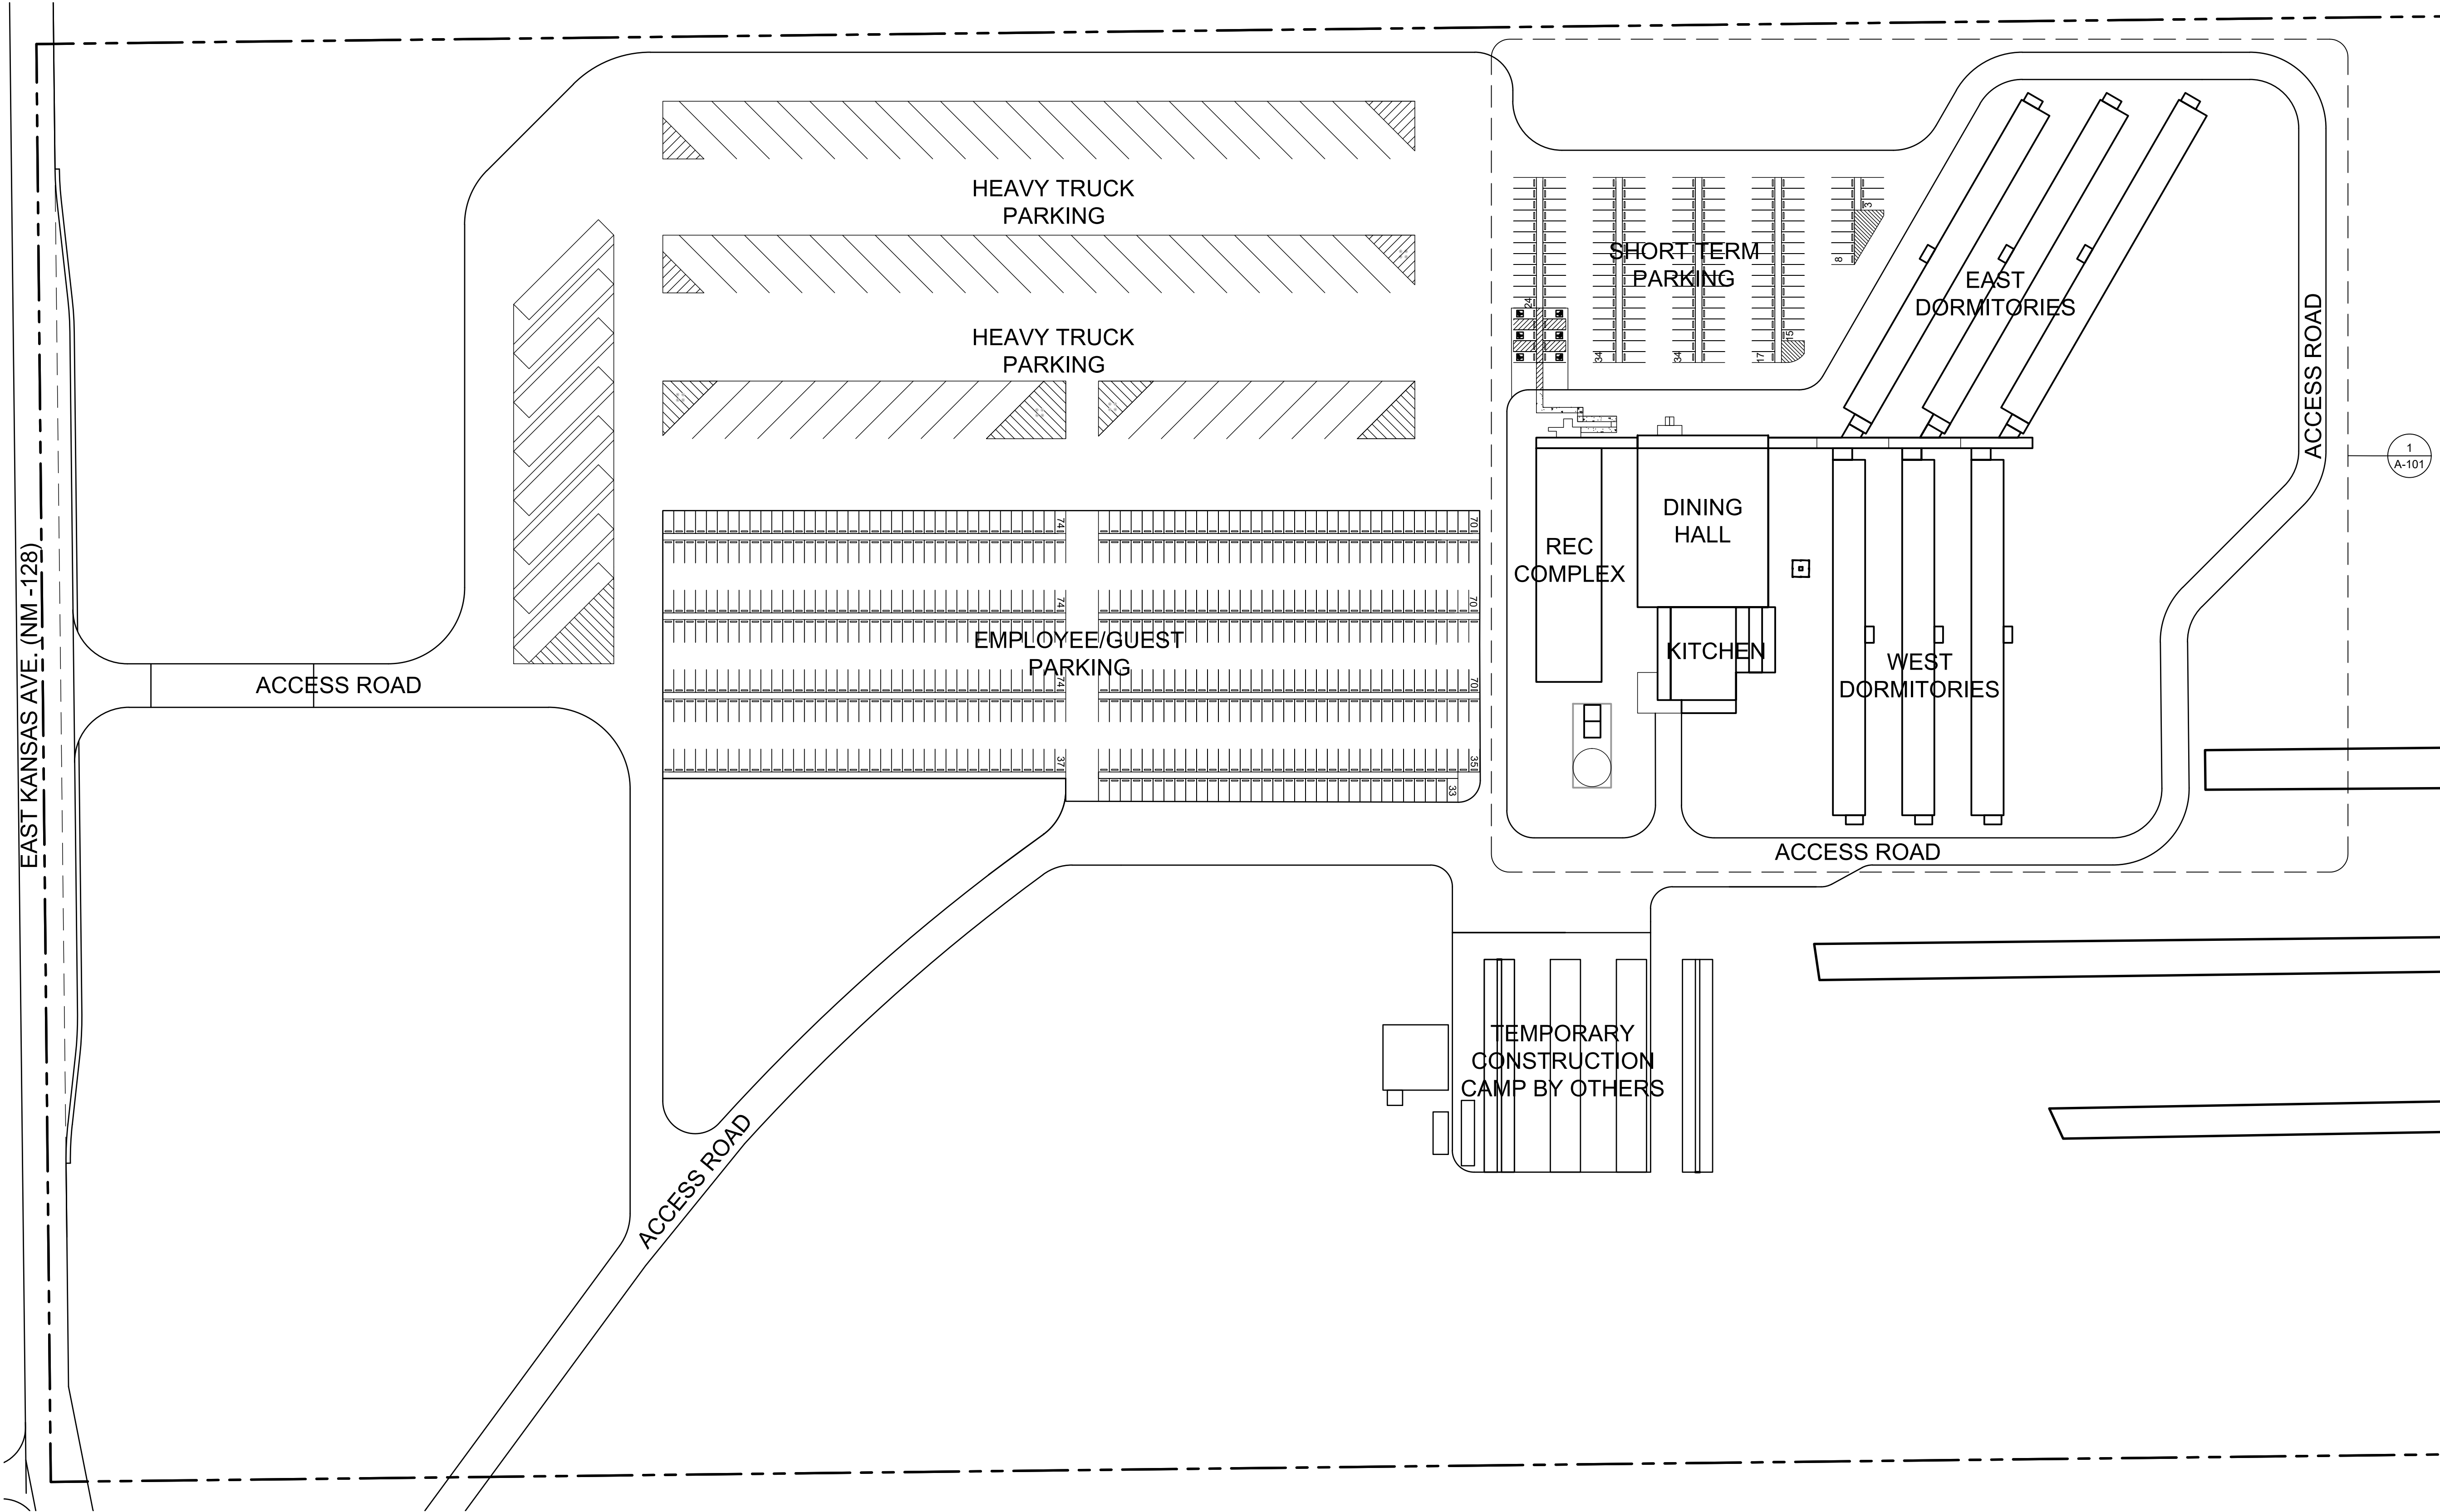 HEAVY TRUCK
PARKING
HEAVY TRUCK
PARKING
SHORT TERM
PARKING
3
8
24
34
34
17
15
EAST
DORMITORIES
ACCESS ROAD
1
A-101
74
70
74
70
EMPLOYEE/GUEST
PARKING
74
70
37
35
33
REC
COMPLEX
DINING
HALL
KITCHEN
WEST
DORMITORIES
ACCESS ROAD
EAST KANSAS AVE. (NM -128)
ACCESS ROAD
ACCESS ROAD
TEMPORARY
CONSTRUCTION
CAMP BY OTHERS